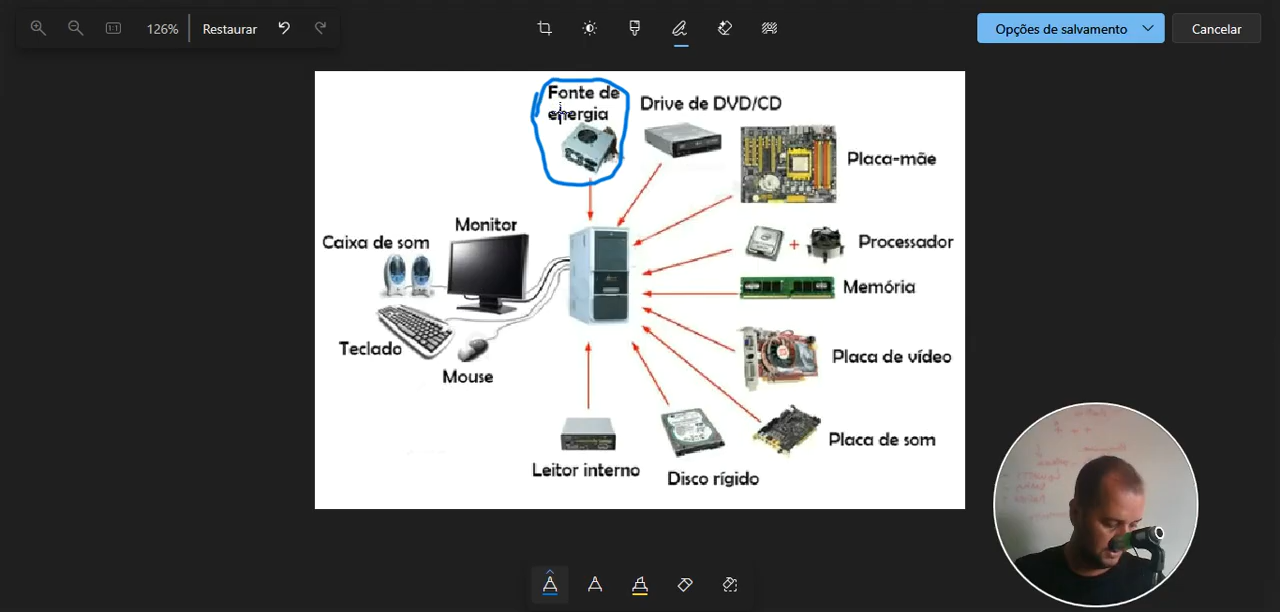 126%
Restaurar
Opções de salvamento
Cancelar
Fonte de
energia
Drive de DVD/CD
Placa-mãe
Monitor
Caixa de som
Processador
Memória
Teclado
Mouse
Placa de vídeo
Placa de som
Leitor interno
Disco rígido